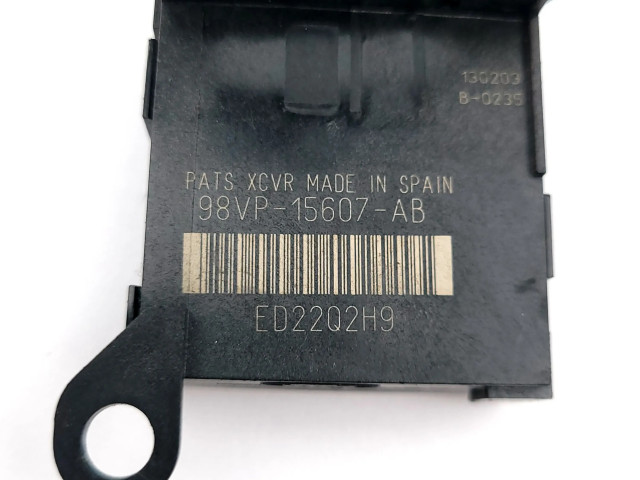 130203
B-0235
PATS XCVR MADE IN SPAIN
98VP-15607-AB
ED22Q2H9